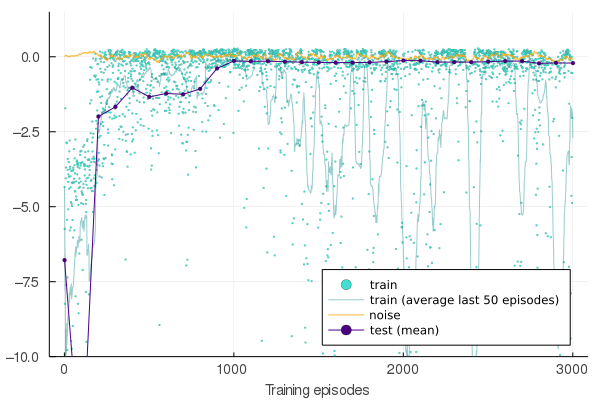 0.0
−2.5
−5.0
−7.5
−10.0
0
1000
2000
3000
Training episodes
train
train (average last 50 episodes)
noise
test (mean)